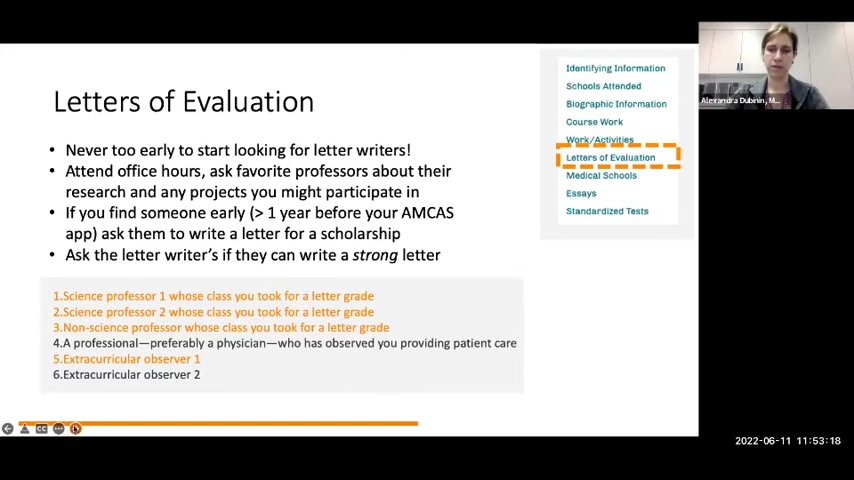 Letters of Evaluation
• Never too early to start looking for letter writers!
• Attend office hours, ask favorite professors about their
research and any projects you might participate in
• If you find someone early (> 1 year before your AMCAS
app) ask them to write a letter for a scholarship
• Ask the letter writer's if they can write a strong letter
1.Science professor 1 whose class you took for a letter grade
2.Science professor 2 whose class you took for a letter grade
3.Non-science professor whose class you took for a letter grade
4.A professional—preferably a physician—who has observed you providing patient care
5.Extracurricular observer 1
6.Extracurricular observer 2
Identifying Information
Schools Attended
Biographic Information
Course Work
Work/Activities
Letters of Evaluation
Medical Schools
Essays
Standardized Tests
Alexandra Dubinin, M...
CC
2022-06-11 11:53:18